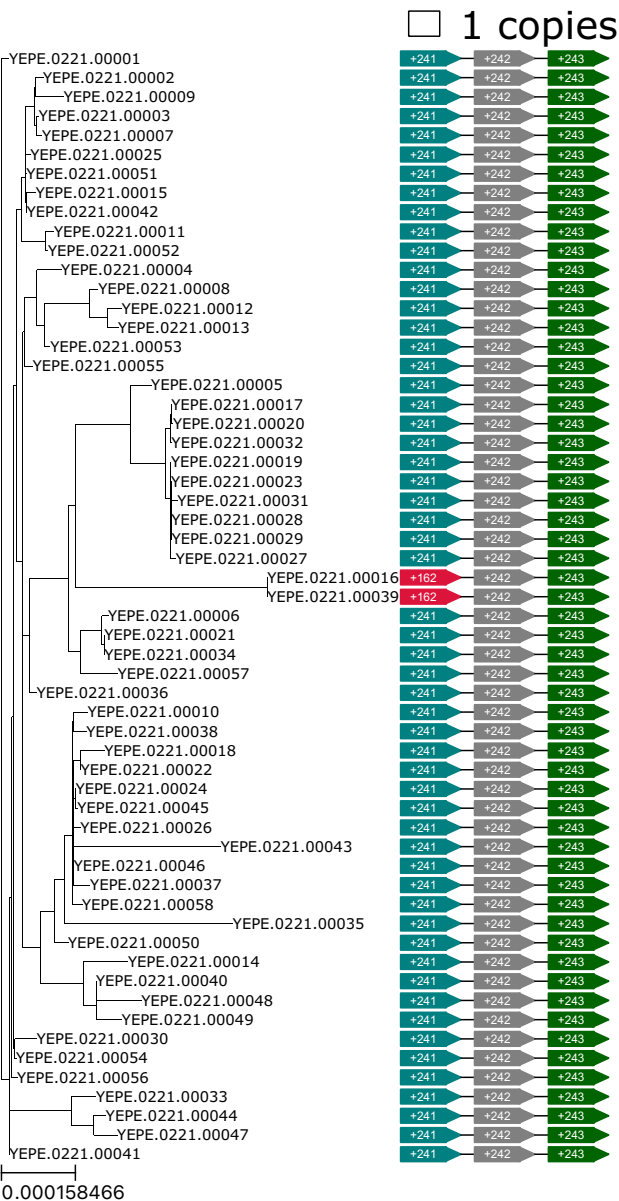 1 copies
YEPE.0221.00001 +241 +242 +243
YEPE.0221.00002 +241 +242 +243
YEPE.0221.00009 +241 +242 +243
YEPE.0221.00003 +241 +242 +243
YEPE.0221.00007 +241 +242 +243
YEPE.0221.00025 +241 +242 +243
YEPE.0221.00051 +241 +242 +243
YEPE.0221.00015 +241 +242 +243
YEPE.0221.00042 +241 +242 +243
YEPE.0221.00011 +241 +242 +243
YEPE.0221.00052 +241 +242 +243
YEPE.0221.00004 +241 +242 +243
YEPE.0221.00008 +241 +242 +243
YEPE.0221.00012 +241 +242 +243
YEPE.0221.00013 +241 +242 +243
YEPE.0221.00053 +241 +242 +243
YEPE.0221.00055 +241 +242 +243
YEPE.0221.00005 +241 +242 +243
YEPE.0221.00017 +241 +242 +243
YEPE.0221.00020 +241 +242 +243
YEPE.0221.00032 +241 +242 +243
YEPE.0221.00019 +241 +242 +243
YEPE.0221.00023 +241 +242 +243
YEPE.0221.00031 +241 +242 +243
YEPE.0221.00028 +241 +242 +243
YEPE.0221.00029 +241 +242 +243
YEPE.0221.00027 +241 +242 +243
YEPE.0221.00016 +162 +242 +243
YEPE.0221.00039 +162 +242 +243
YEPE.0221.00006 +241 +242 +243
YEPE.0221.00021 +241 +242 +243
YEPE.0221.00034 +241 +242 +243
YEPE.0221.00057 +241 +242 +243
YEPE.0221.00036 +241 +242 +243
YEPE.0221.00010 +241 +242 +243
YEPE.0221.00038 +241 +242 +243
YEPE.0221.00018 +241 +242 +243
YEPE.0221.00022 +241 +242 +243
YEPE.0221.00024 +241 +242 +243
YEPE.0221.00045 +241 +242 +243
YEPE.0221.00026 +241 +242 +243
YEPE.0221.00043 +241 +242 +243
YEPE.0221.00046 +241 +242 +243
YEPE.0221.00037 +241 +242 +243
YEPE.0221.00058 +241 +242 +243
YEPE.0221.00035 +241 +242 +243
YEPE.0221.00050 +241 +242 +243
YEPE.0221.00014 +241 +242 +243
YEPE.0221.00040 +241 +242 +243
YEPE.0221.00048 +241 +242 +243
YEPE.0221.00049 +241 +242 +243
YEPE.0221.00030 +241 +242 +243
YEPE.0221.00054 +241 +242 +243
YEPE.0221.00056 +241 +242 +243
YEPE.0221.00033 +241 +242 +243
YEPE.0221.00044 +241 +242 +243
YEPE.0221.00047 +241 +242 +243
YEPE.0221.00041 +241 +242 +243
0.000158466